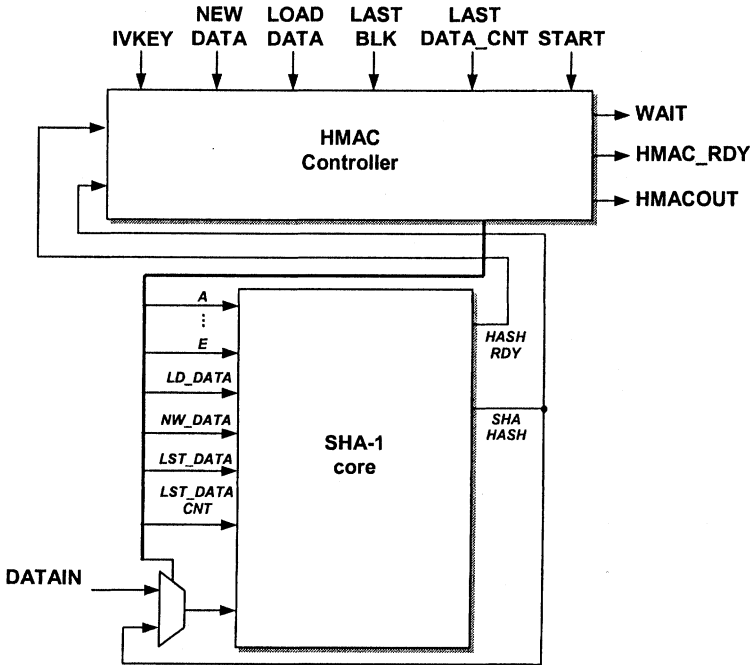 IVKEY
NEW
DATA
LOAD
DATA
LAST
BLK
LAST
DATA_CNT
START
HMAC
Controller
WAIT
HMAC_RDY
HMACOUT
A
⋮
E
LD_DATA
NW_DATA
LST_DATA
LST_DATA
CNT
SHA-1
core
HASH
RDY
SHA
HASH
DATAIN